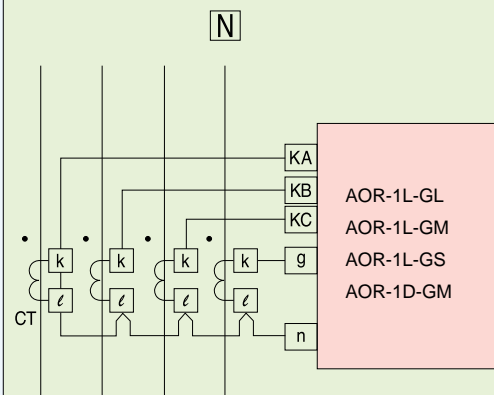 N
KA
KB AOR-1L-GL
KC AOR-1L-GM
k k k k g AOR-1L-GS
AOR-1D-GM
ℓ ℓ ℓ ℓ
CT
n